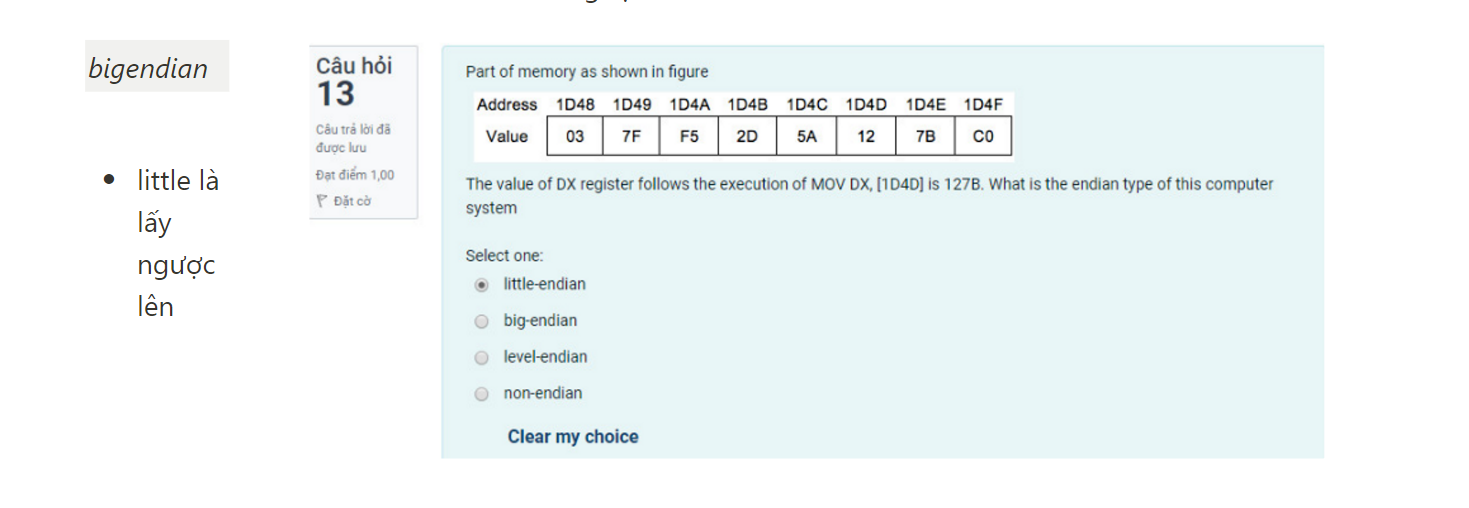 bigendian
• little là
lấy
ngược
lên
Câu hỏi
13
Câu trả lời đã
được lưu
Đạt điểm 1,00
Đặt cờ
Part of memory as shown in figure
Address 1D48 1D49 1D4A 1D4B 1D4C 1D4D 1D4E 1D4F
Value 03 7F F5 2D 5A 12 7B C0
The value of DX register follows the execution of MOV DX, [1D4D] is 127B. What is the endian type of this computer
system
Select one:
little-endian
big-endian
level-endian
non-endian
Clear my choice